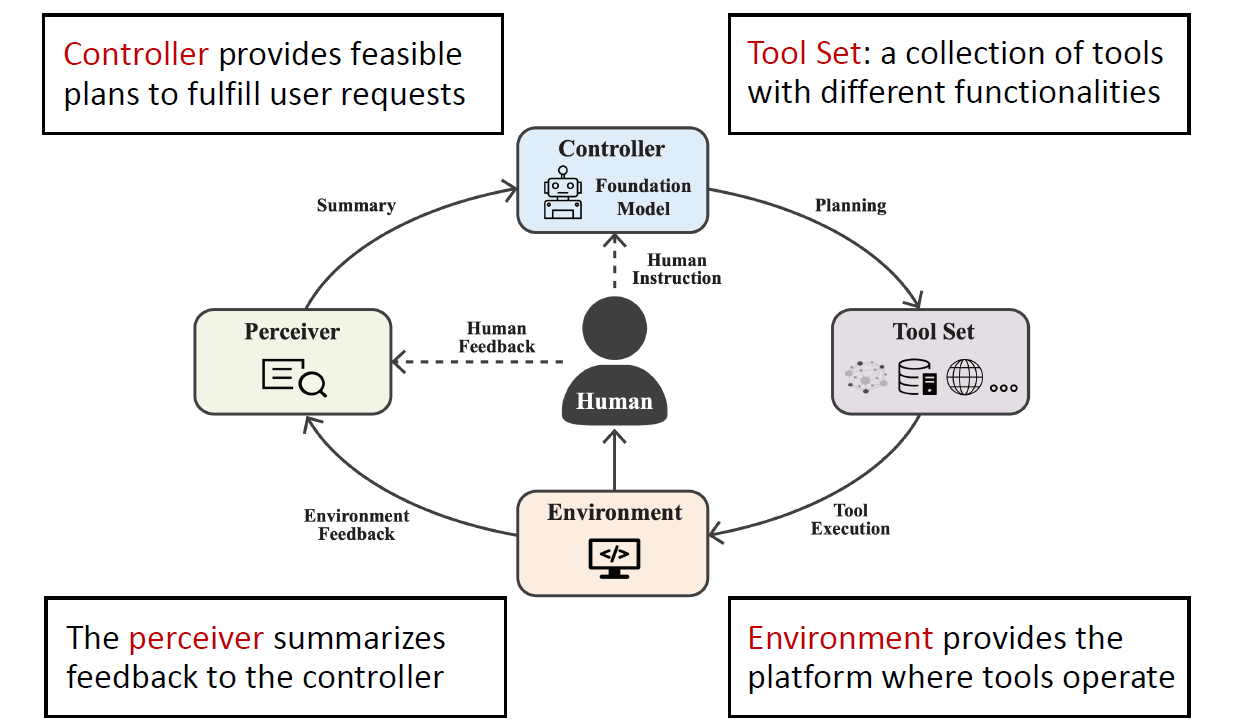 Controller provides feasible
plans to fulfill user requests
Tool Set: a collection of tools
with different functionalities
Controller
Foundation
Model
Summary
Planning
Human
Instruction
Perceiver
Human
Feedback
Tool Set
Human
Environment
Feedback
Environment
</>
Tool
Execution
The perceiver summarizes
feedback to the controller
Environment provides the
platform where tools operate